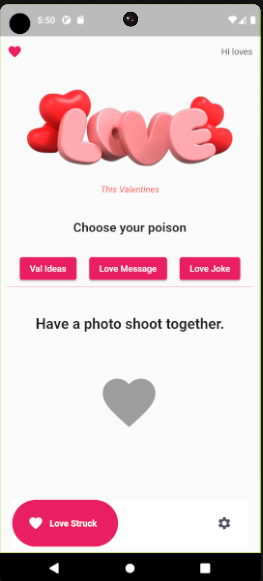 5:50
Hi loves
LOVE
This Valentines
Choose your poison
Val Ideas
Love Message
Love Joke
Have a photo shoot together.
Love Struck